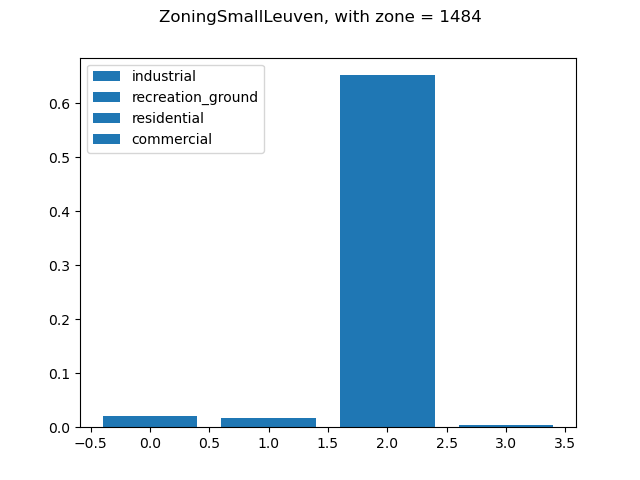 ZoningSmallLeuven, with zone = 1484
industrial
recreation_ground
residential
commercial
0.6
0.5
0.4
0.3
0.2
0.1
0.0
−0.5 0.0 0.5 1.0 1.5 2.0 2.5 3.0 3.5